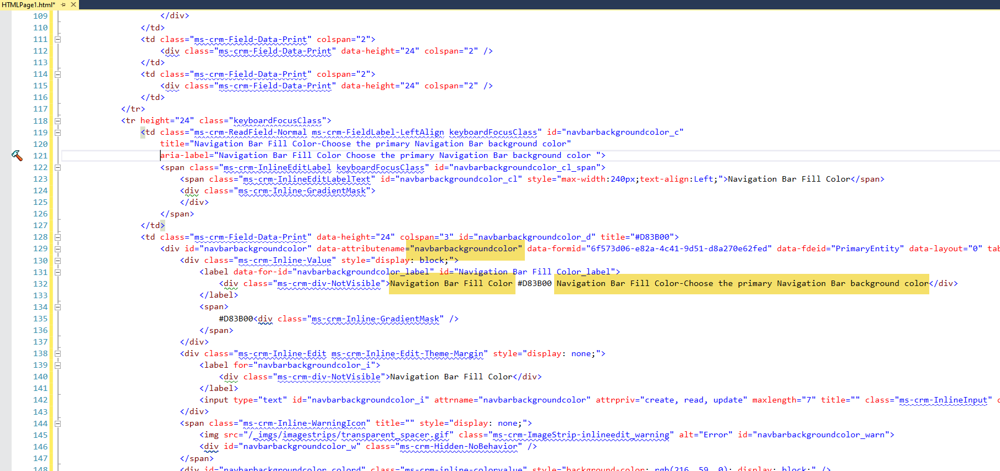 HTMLPage1.html*
109 </div>
110 </td>
111 <td class="ms-crm-Field-Data-Print" colspan="2">
112 <div class="ms-crm-Field-Data-Print" data-height="24" colspan="2" />
113 </td>
114 <td class="ms-crm-Field-Data-Print" colspan="2">
115 <div class="ms-crm-Field-Data-Print" data-height="24" colspan="2" />
116 </td>
117 </tr>
118 <tr height="24" class="keyboardFocusClass">
119 <td class="ms-crm-ReadField-Normal ms-crm-FieldLabel-LeftAlign keyboardFocusClass" id="navbarbackgroundcolor_c"
120 title="Navigation Bar Fill Color-Choose the primary Navigation Bar background color"
121 aria-label="Navigation Bar Fill Color Choose the primary Navigation Bar background color ">
122 <span class="ms-crm-InlineEditLabel keyboardFocusClass" id="navbarbackgroundcolor_cl_span">
123 <span class="ms-crm-InlineEditLabelText" id="navbarbackgroundcolor_cl" style="max-width:240px;text-align:Left;">Navigation Bar Fill Color</span>
124 <div class="ms-crm-Inline-GradientMask">
125 </div>
126 </span>
127 </td>
128 <td class="ms-crm-Field-Data-Print" data-height="24" colspan="3" id="navbarbackgroundcolor_d" title="#D83B00">
129 <div id="navbarbackgroundcolor" data-attributename="navbarbackgroundcolor" data-formid="6f573d06-e82a-4c41-9d51-d8a270e62fed" data-fdeid="PrimaryEntity" data-layout="0" tab
130 <div class="ms-crm-Inline-Value" style="display: block;">
131 <label data-for-id="navbarbackgroundcolor_label" id="Navigation Bar Fill Color_label">
132 <div class="ms-crm-div-NotVisible">Navigation Bar Fill Color #D83B00 Navigation Bar Fill Color-Choose the primary Navigation Bar background color</div>
133 </label>
134 <span>
135 #D83B00<div class="ms-crm-Inline-GradientMask" />
136 </span>
137 </div>
138 <div class="ms-crm-Inline-Edit ms-crm-Inline-Edit-Theme-Margin" style="display: none;">
139 <label for="navbarbackgroundcolor_i">
140 <div class="ms-crm-div-NotVisible">Navigation Bar Fill Color</div>
141 </label>
142 <input type="text" id="navbarbackgroundcolor_i" attrname="navbarbackgroundcolor" attrpriv="create, read, update" maxlength="7" title="" class="ms-crm-InlineInput"
143 </div>
144 <span class="ms-crm-Inline-WarningIcon" title="" style="display: none;">
145 <img src="/_imgs/imagestrips/transparent_spacer.gif" class="ms-crm-ImageStrip-inlineedit_warning" alt="Error" id="navbarbackgroundcolor_warn">
146 <div id="navbarbackgroundcolor_w" class="ms-crm-Hidden-NoBehavior" />
147 </span>
148 <div id="navbarbackgroundcolor_colord" class="ms-crm-inline-colorvalue" style="background-color: rgb(216, 59, 0); display: block;" />